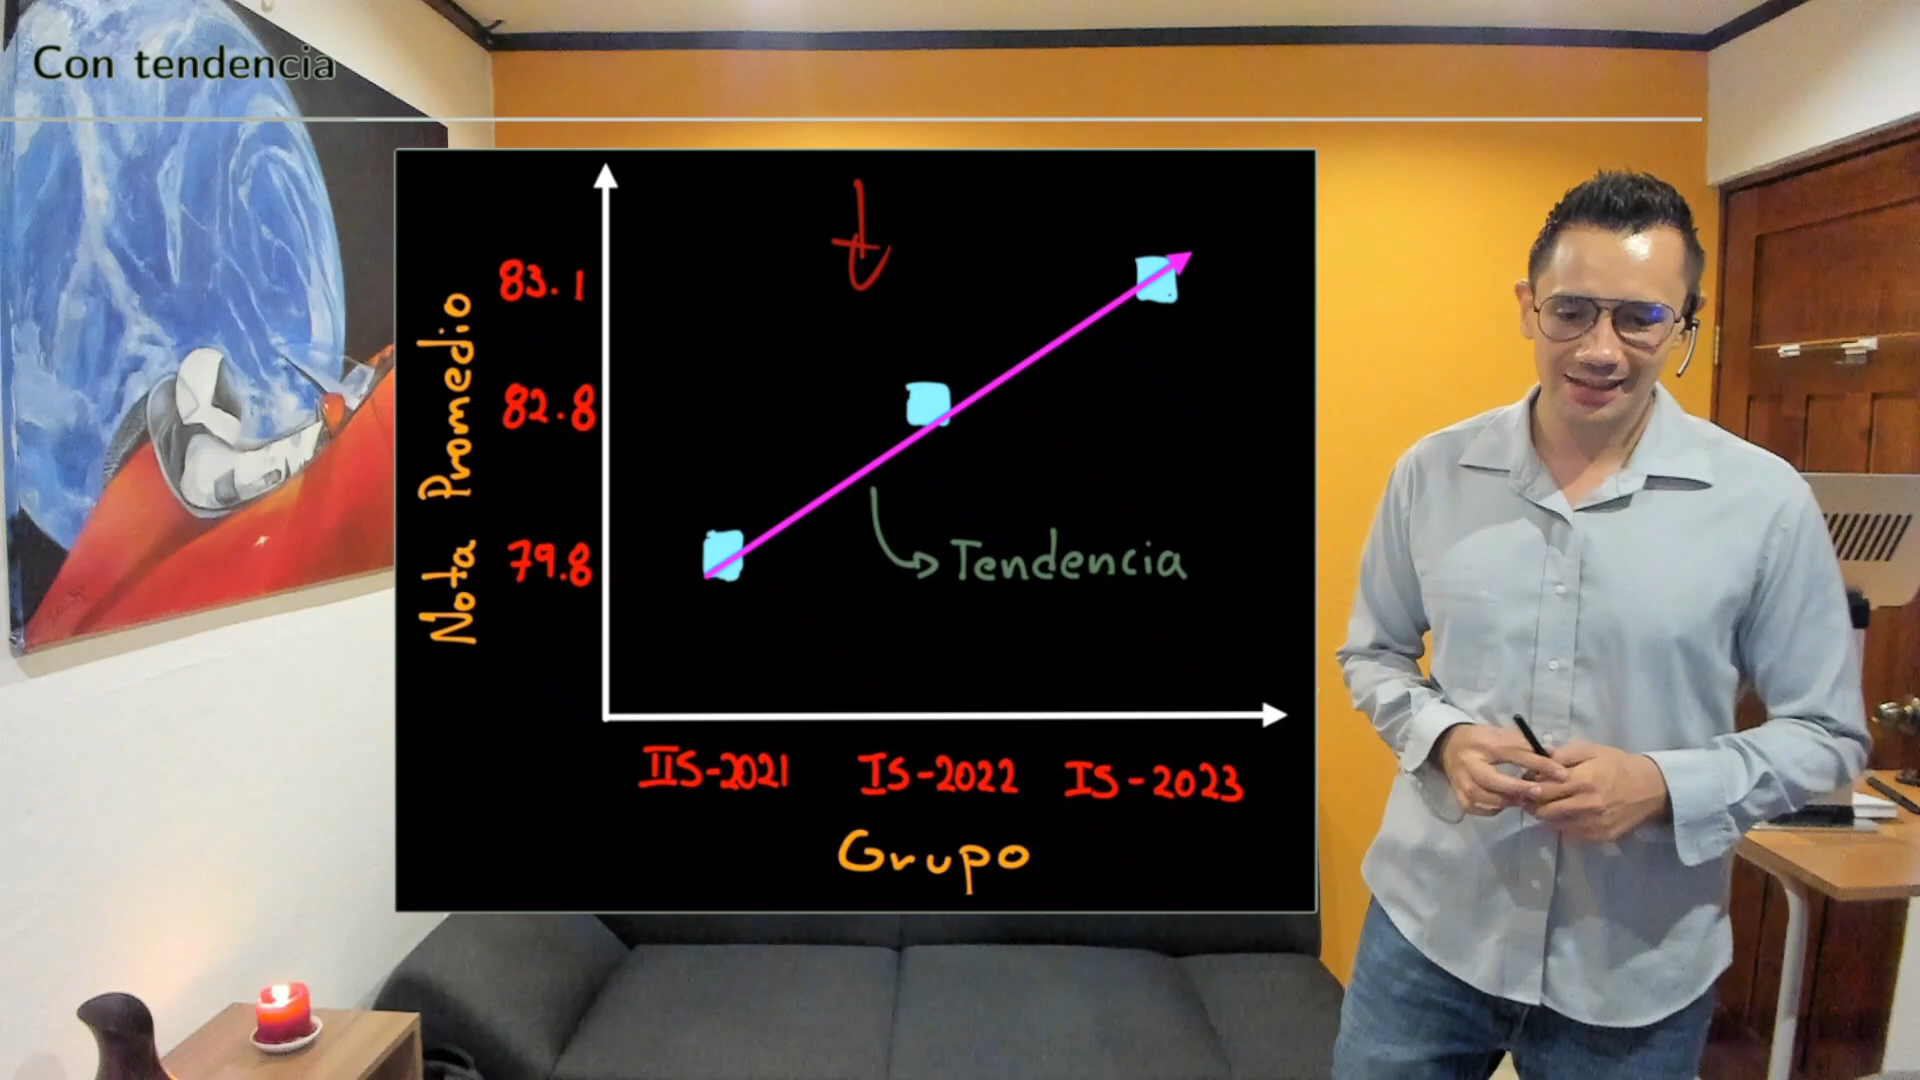 Con tendencia
Nota Promedio
83.1
82.8
79.8
Tendencia
IIS-2021 IS-2022 IS-2023
Grupo